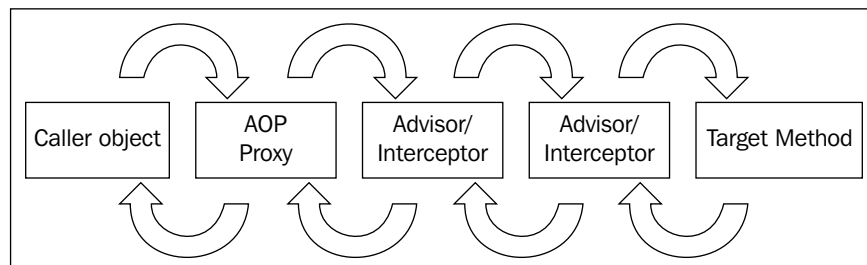 Caller object
AOP
Proxy
Advisor/
Interceptor
Advisor/
Interceptor
Target Method